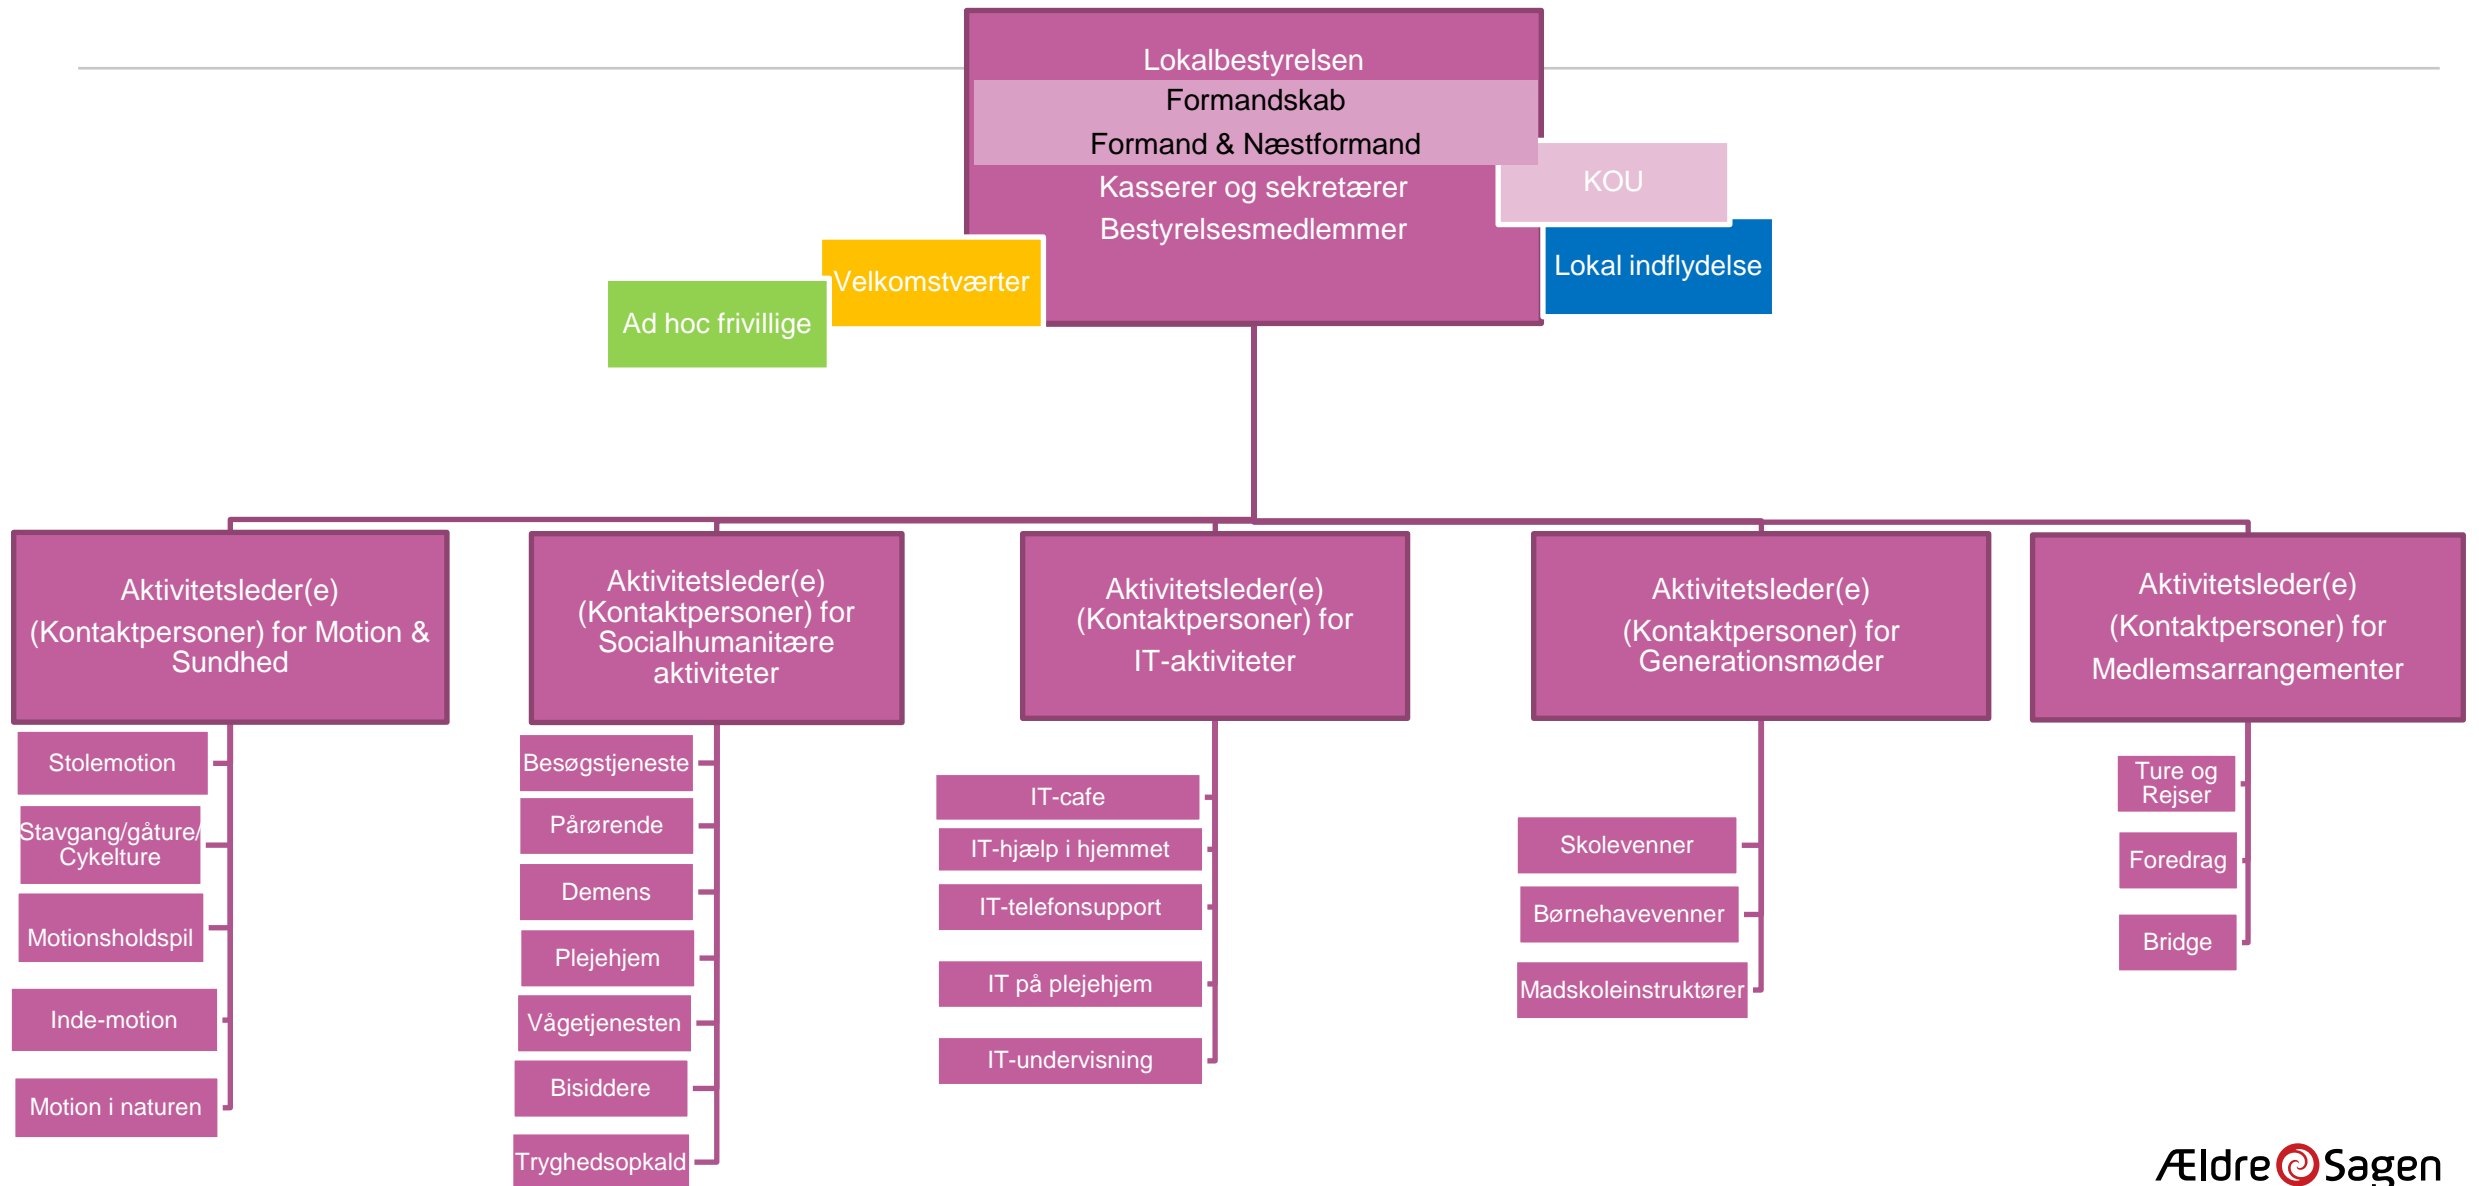 Lokalbestyrelsen
Formandskab
Formand & Næstformand
Kasserer og sekretærer
Bestyrelsesmedlemmer
KOU
Lokal indflydelse
Velkomstværter
Ad hoc frivillige
Aktivitetsleder(e)
(Kontaktpersoner) for Motion &
Sundhed
Stolemotion
Stavgang/gåture/
Cykelture
Motionsholdspil
Inde-motion
Motion i naturen
Aktivitetsleder(e)
(Kontaktpersoner) for
Socialhumanitære
aktiviteter
Besøgstjeneste
Pårørende
Demens
Plejehjem
Vågetjenesten
Bisiddere
Tryghedsopkald
Aktivitetsleder(e)
(Kontaktpersoner) for
IT-aktiviteter
IT-cafe
IT-hjælp i hjemmet
IT-telefonsupport
IT på plejehjem
IT-undervisning
Aktivitetsleder(e)
(Kontaktpersoner) for
Generationsmøder
Skolevenner
Børnehavevenner
Madskoleinstruktører
Aktivitetsleder(e)
(Kontaktpersoner) for
Medlemsarrangementer
Ture og
Rejser
Foredrag
Bridge
Ældre Sagen